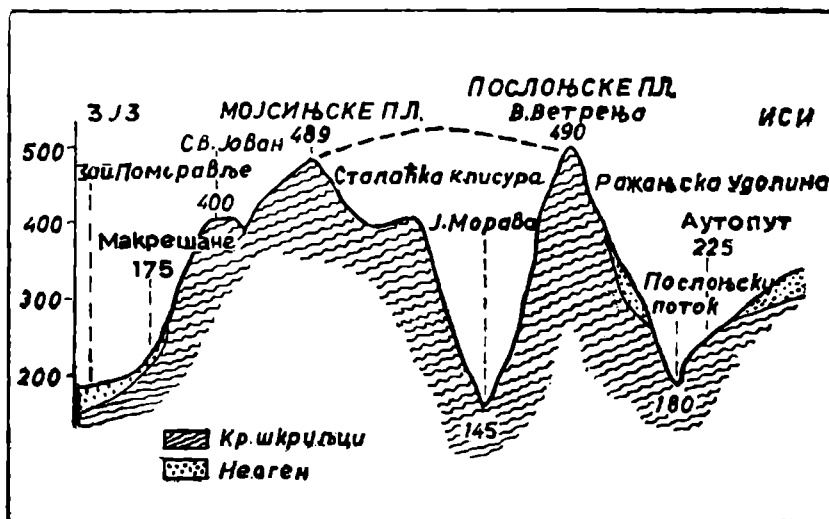 ЗЈЗ
МОЈСИЊСКЕ ПЛ.
ПОСЛОЊСКЕ ПЛ.
В.Ветрења
ИСИ
500
400
300
200
Зап Поморавље
Св. Јован
400
489
490
Сталаћка клисура
Ражањска удолина
Макрешане
175
Ј.Морава
Аутопут
225
Послоњски
поток
145
180
Кр. шкриљци
Неоген